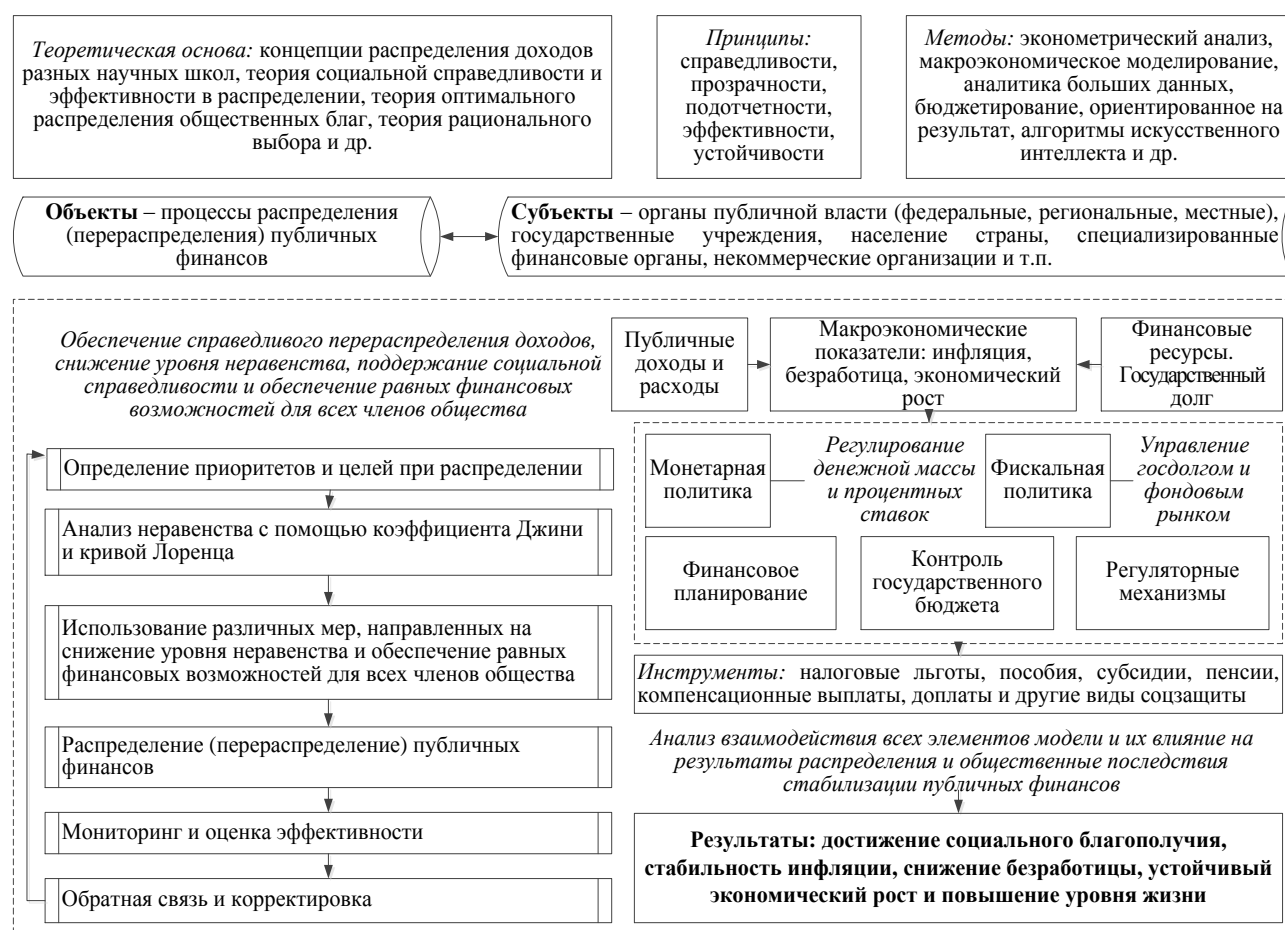 Теоретическая основа: концепции распределения доходов
разных научных школ, теория социальной справедливости и
эффективности в распределении, теория оптимального
распределения общественных благ, теория рационального
выбора и др.
Принципы:
справедливости,
прозрачности,
подотчетности,
эффективности,
устойчивости
Методы: эконометрический анализ,
макроэкономическое моделирование,
аналитика больших данных,
бюджетирование, ориентированное на
результат, алгоритмы искусственного
интеллекта и др.
Объекты – процессы распределения
(перераспределения) публичных
финансов
Субъекты – органы публичной власти (федеральные, региональные, местные),
государственные учреждения, население страны, специализированные
финансовые органы, некоммерческие организации и т.п.
Обеспечение справедливого перераспределения доходов,
снижение уровня неравенства, поддержание социальной
справедливости и обеспечение равных финансовых
возможностей для всех членов общества
Определение приоритетов и целей при распределении
Анализ неравенства с помощью коэффициента Джини
и кривой Лоренца
Использование различных мер, направленных на
снижение уровня неравенства и обеспечение равных
финансовых возможностей для всех членов общества
Распределение (перераспределение) публичных
финансов
Мониторинг и оценка эффективности
Обратная связь и корректировка
Публичные
доходы и
расходы
Макроэкономические
показатели: инфляция,
безработица, экономический
рост
Финансовые
ресурсы.
Государственный
долг
Монетарная
политика
Регулирование
денежной массы
и процентных
ставок
Фискальная
политика
Управление
госдолгом и
фондовым
рынком
Финансовое
планирование
Контроль
государственного
бюджета
Регуляторные
механизмы
Инструменты: налоговые льготы, пособия, субсидии, пенсии,
компенсационные выплаты, доплаты и другие виды соцзащиты
Анализ взаимодействия всех элементов модели и их влияние на
результаты распределения и общественные последствия
стабилизации публичных финансов
Результаты: достижение социального благополучия,
стабильность инфляции, снижение безработицы, устойчивый
экономический рост и повышение уровня жизни